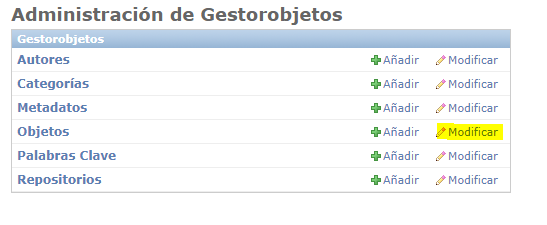 Administración de Gestorobjetos
Gestorobjetos
Autores Añadir Modificar
Categorías Añadir Modificar
Metadatos Añadir Modificar
Objetos Añadir Modificar
Palabras Clave Añadir Modificar
Repositorios Añadir Modificar